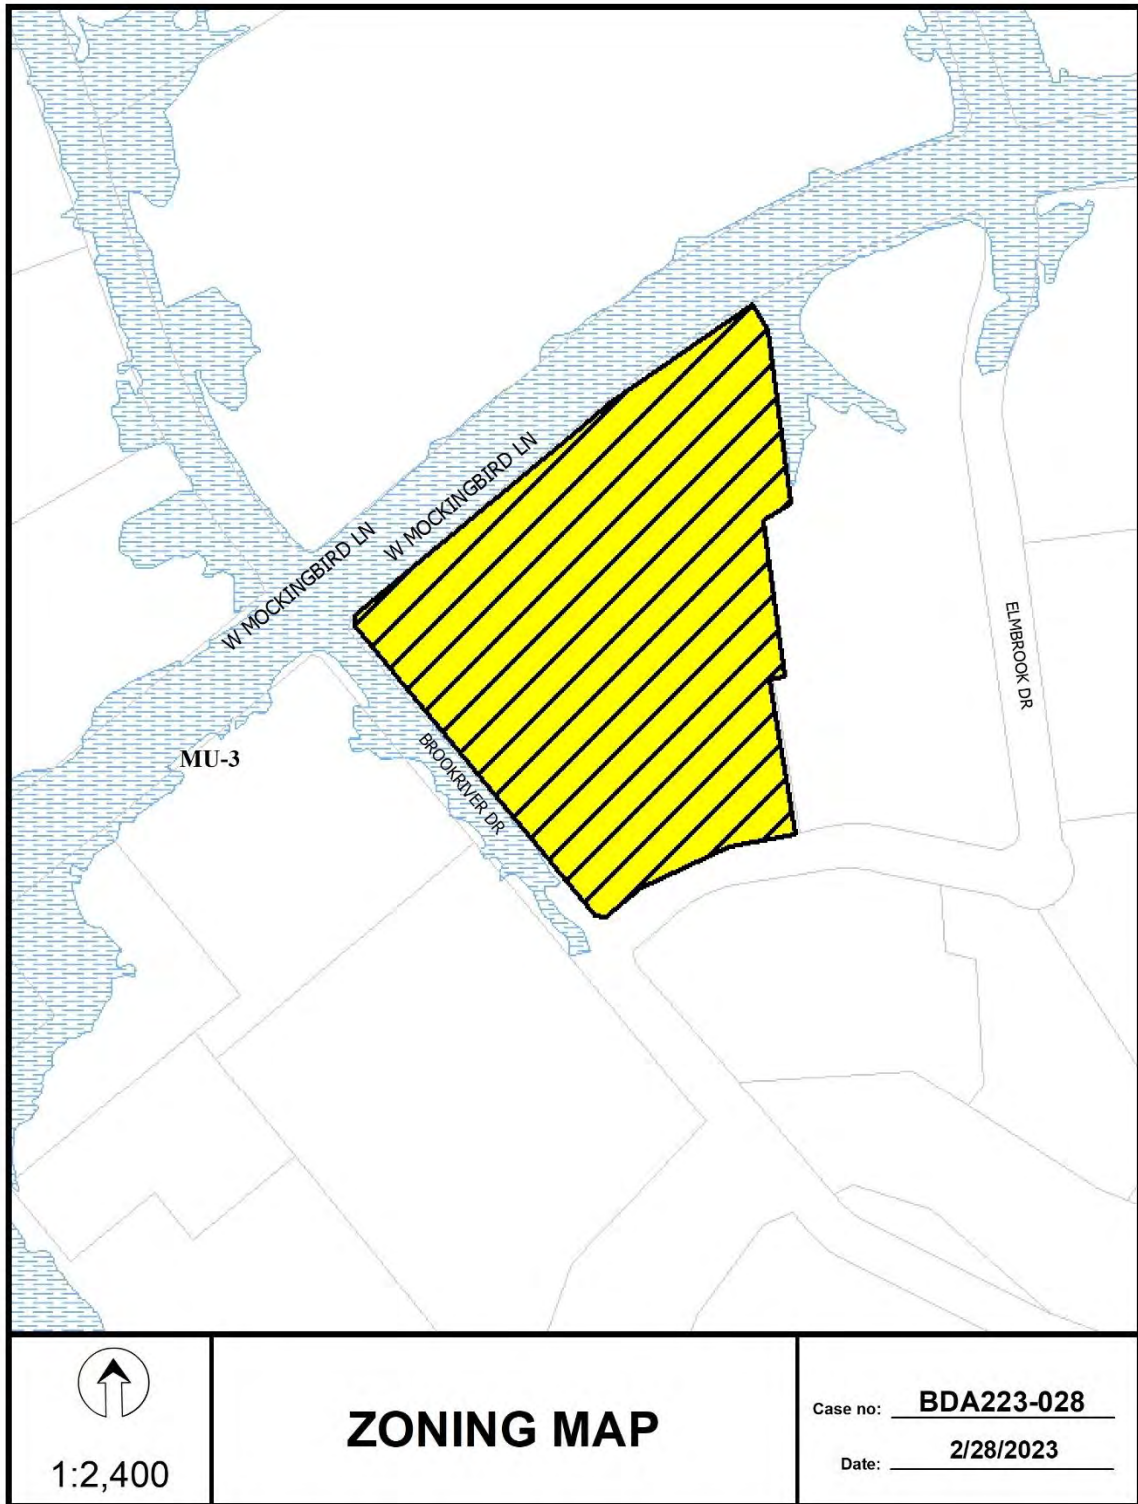 W MOCKINGBIRD LN
W MOCKINGBIRD LN
ELMBROOK DR
MU-3
BROOKRIVER DR
1:2,400
ZONING MAP
Case no: BDA223-028
Date: 2/28/2023